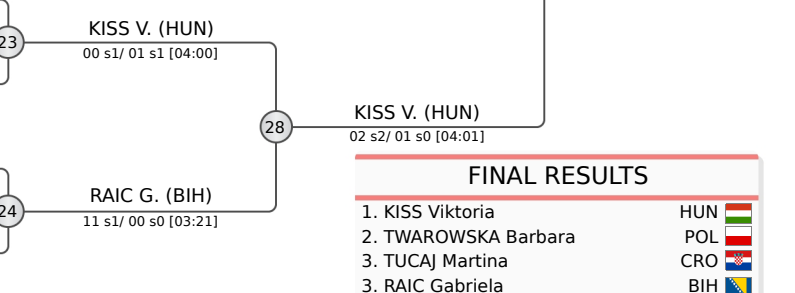 KISS V. (HUN)
23
00 s1/ 01 s1 [04:00]
KISS V. (HUN)
28
02 s2/ 01 s0 [04:01]
RAIC G. (BIH)
24
11 s1/ 00 s0 [03:21]
FINAL RESULTS
1. KISS Viktoria HUN
2. TWAROWSKA Barbara POL
3. TUCAJ Martina CRO
3. RAIC Gabriela BIH